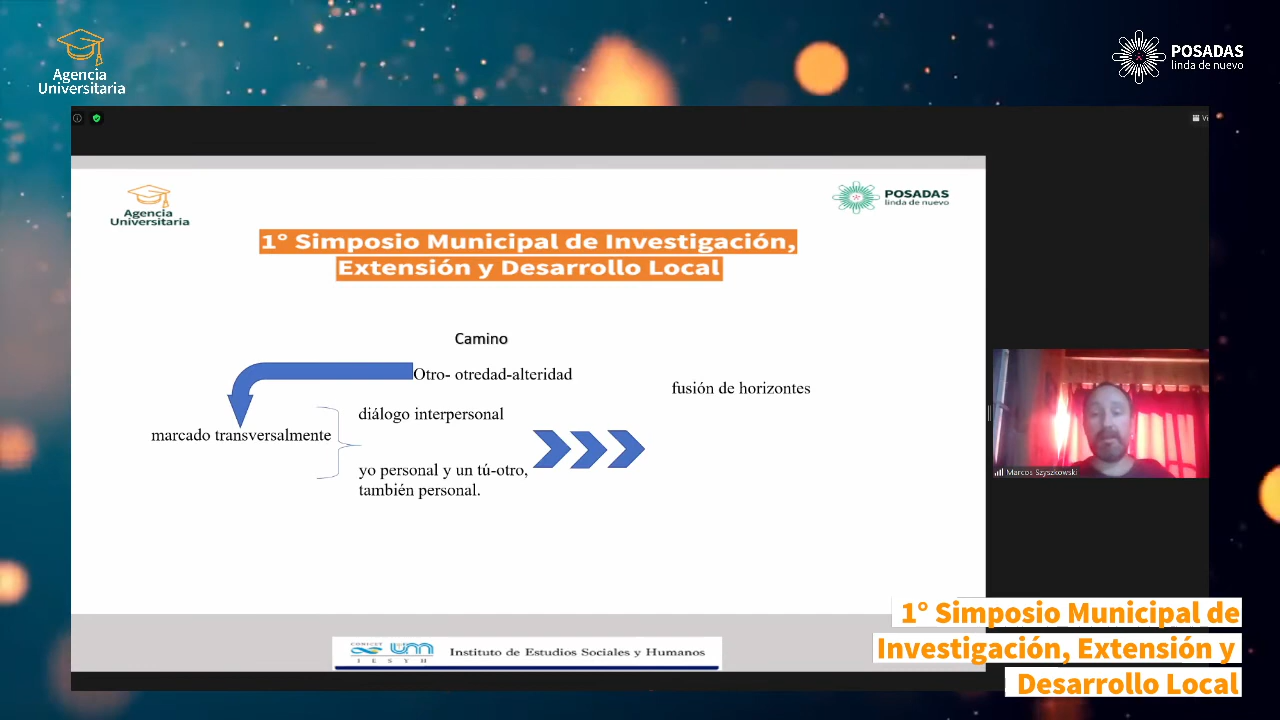 Agencia
Universitaria
POSADAS
linda de nuevo
Vi
Agencia
Universitaria
POSADAS
linda de nuevo
1° Simposio Municipal de Investigación,
Extensión y Desarrollo Local
Camino
Otro- otredad-alteridad
fusión de horizontes
diálogo interpersonal
marcado transversalmente
yo personal y un tú-otro,
también personal.
Marcos Szyszkowski
CONICET
I E S Y H
Instituto de Estudios Sociales y Humanos
1° Simposio Municipal de
Investigación, Extensión y
Desarrollo Local